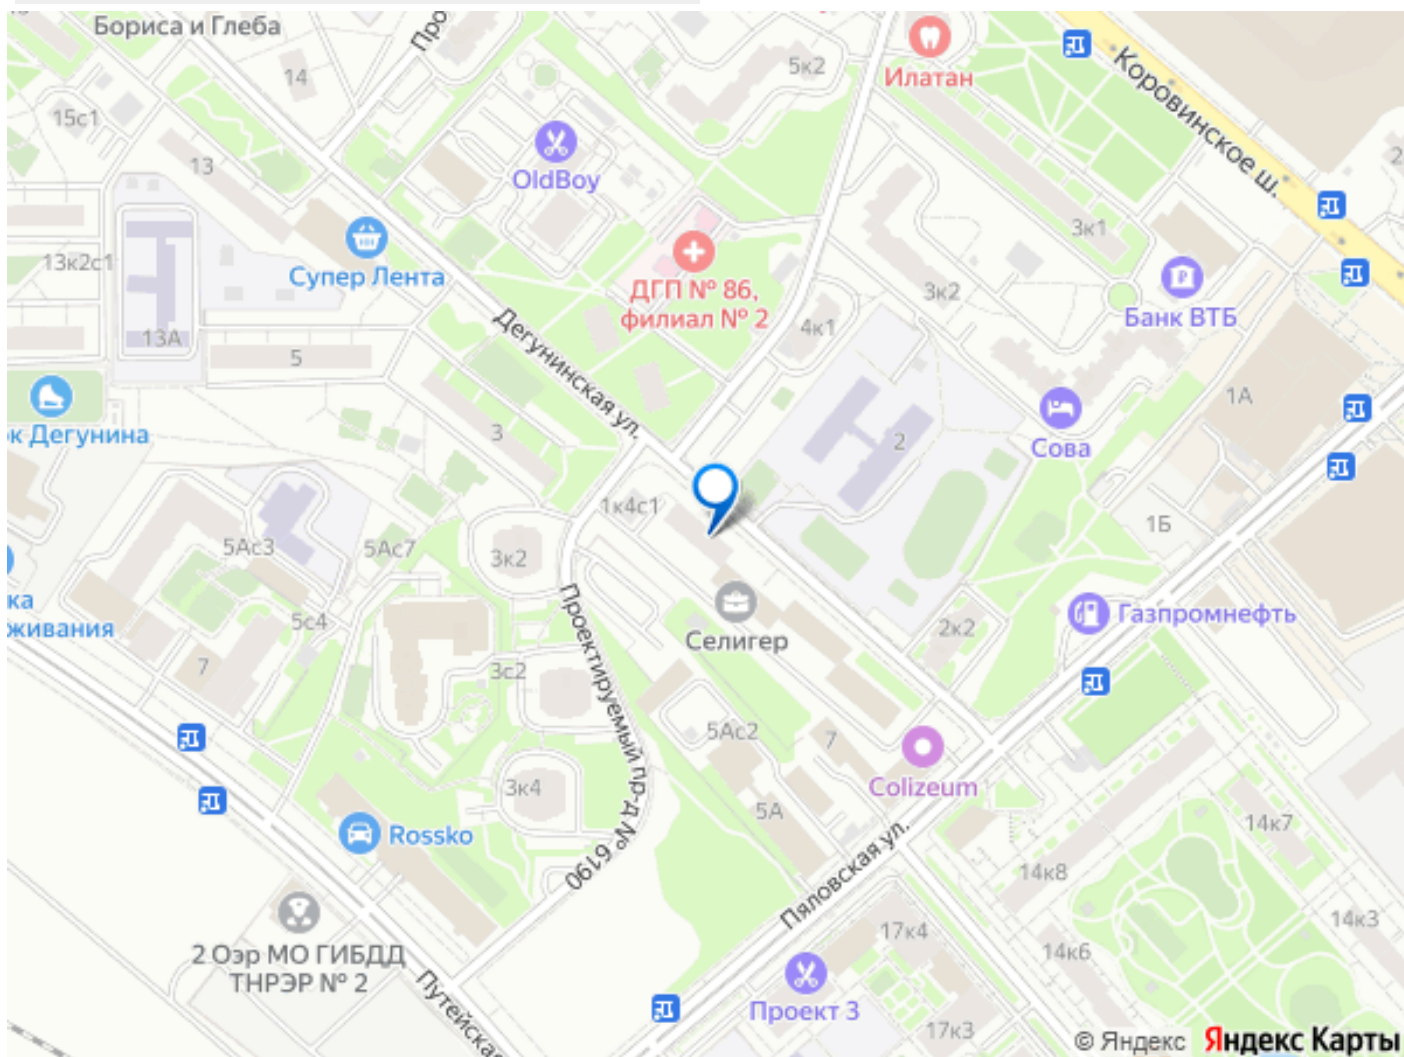 Бориса и Глеба
Про
14
5к2
Илатан
Коровинское ш.
15с1
13
OldBoy
2
3к1
13к2с1
Супер Лента
ДГП № 86,
филиал № 2
3к2
Банк ВТБ
4к1
13А
5
Дегунинская ул.
1А
к Дегунина
3
2
Сова
1к4с1
1Б
5Ас3
5Ас7
3к2
ка
живания
5с4
Проектируемый пр-д № 6190
Селигер
2к2
Газпромнефть
7
3с2
5Ас2
7
3к4
Colizeum
5А
Rossko
14к7
Пяловская ул.
14к8
14к3
17к4
14к6
2 Оэр МО ГИБДД
ТНРЭР № 2
Путейская
Проект 3
17к3
© Яндекс Яндекс Карты